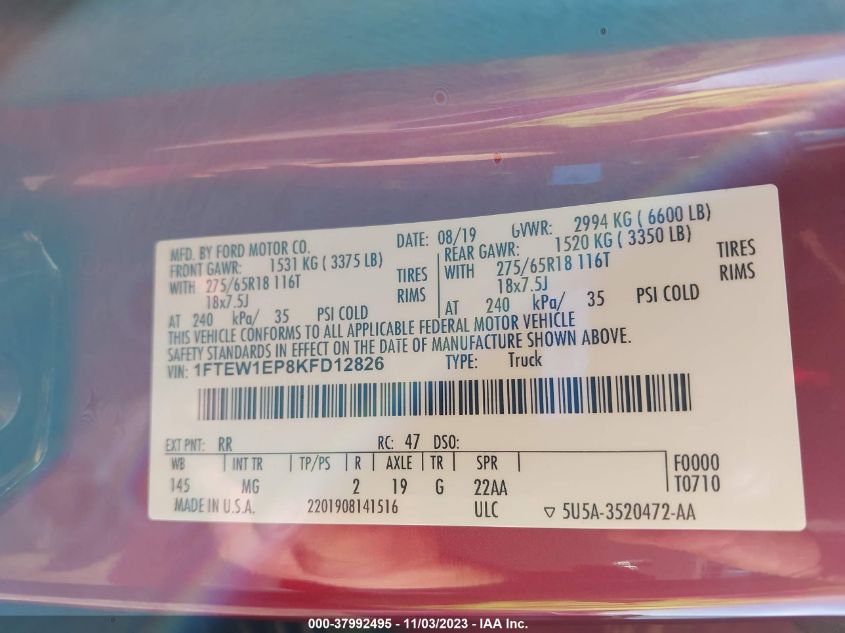 MFD. BY FORD MOTOR CO. DATE: 08/19 GVWR: 2994 KG ( 6600 LB)
FRONT GAWR: 1531 KG ( 3375 LB) REAR GAWR: 1520 KG ( 3350 LB)
WITH 275/65R18 116T TIRES WITH 275/65R18 116T TIRES
18x7.5J RIMS 18x7.5J RIMS
AT 240 kPa/ 35 PSI COLD AT 240 kPa/ 35 PSI COLD
THIS VEHICLE CONFORMS TO ALL APPLICABLE FEDERAL MOTOR VEHICLE
SAFETY STANDARDS IN EFFECT ON THE DATE OF MANUFACTURE SHOWN ABOVE.
VIN: 1FTEW1EP8KFD12826 TYPE: Truck
EXT PNT: RR RC: 47 DSO:
WB INT TR TP/PS R AXLE TR SPR F0000
145 MG 2 19 G 22AA T0710
MADE IN U.S.A. 2201908141516 ULC ▽ 5U5A-3520472-AA
000-37992495 - 11/03/2023 - IAA Inc.